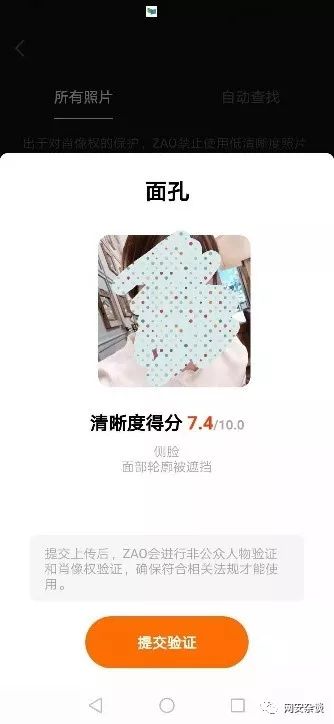 所有照片 自动查找
出于对肖像权的保护，ZAO禁止使用低清晰度照片
面孔
清晰度得分 7.4/10.0
侧脸
面部轮廓被遮挡
提交上传后，ZAO会进行非公众人物验证
和肖像权验证，确保符合相关法规才能使
用。
提交验证
网安杂谈